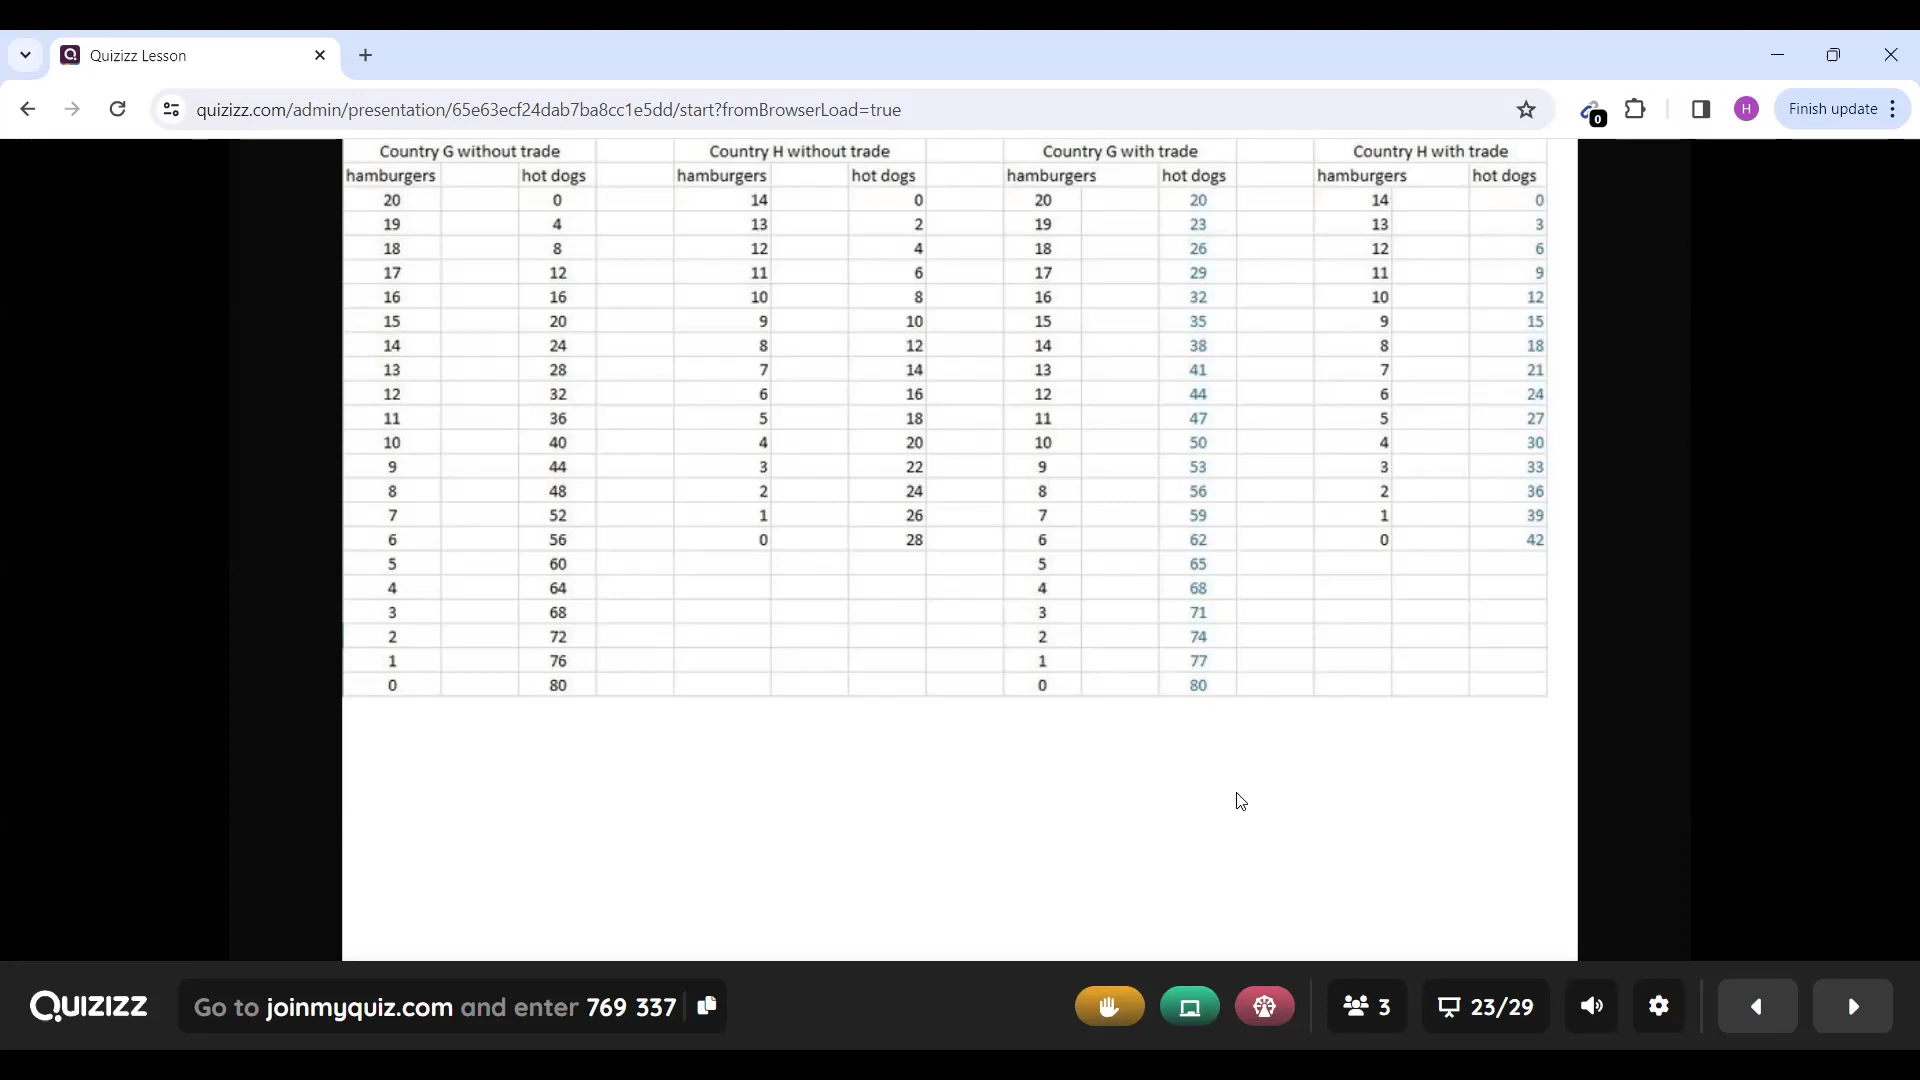 Quizizz Lesson
quizizz.com/admin/presentation/65e63ecf24dab7ba8cc1e5dd/start?fromBrowserLoad=true
0
H
Finish update
Country G without trade Country H without trade Country G with trade Country H with trade
hamburgers hot dogs hamburgers hot dogs hamburgers hot dogs hamburgers hot dogs
20 0 14 0 20 20 14 0
19 4 13 2 19 23 13 3
18 8 12 4 18 26 12 6
17 12 11 6 17 29 11 9
16 16 10 8 16 32 10 12
15 20 9 10 15 35 9 15
14 24 8 12 14 38 8 18
13 28 7 14 13 41 7 21
12 32 6 16 12 44 6 24
11 36 5 18 11 47 5 27
10 40 4 20 10 50 4 30
9 44 3 22 9 53 3 33
8 48 2 24 8 56 2 36
7 52 1 26 7 59 1 39
6 56 0 28 6 62 0 42
5 60 5 65
4 64 4 68
3 68 3 71
2 72 2 74
1 76 1 77
0 80 0 80
QUIZIZZ
Go to joinmyquiz.com and enter 769 337
3
23/29